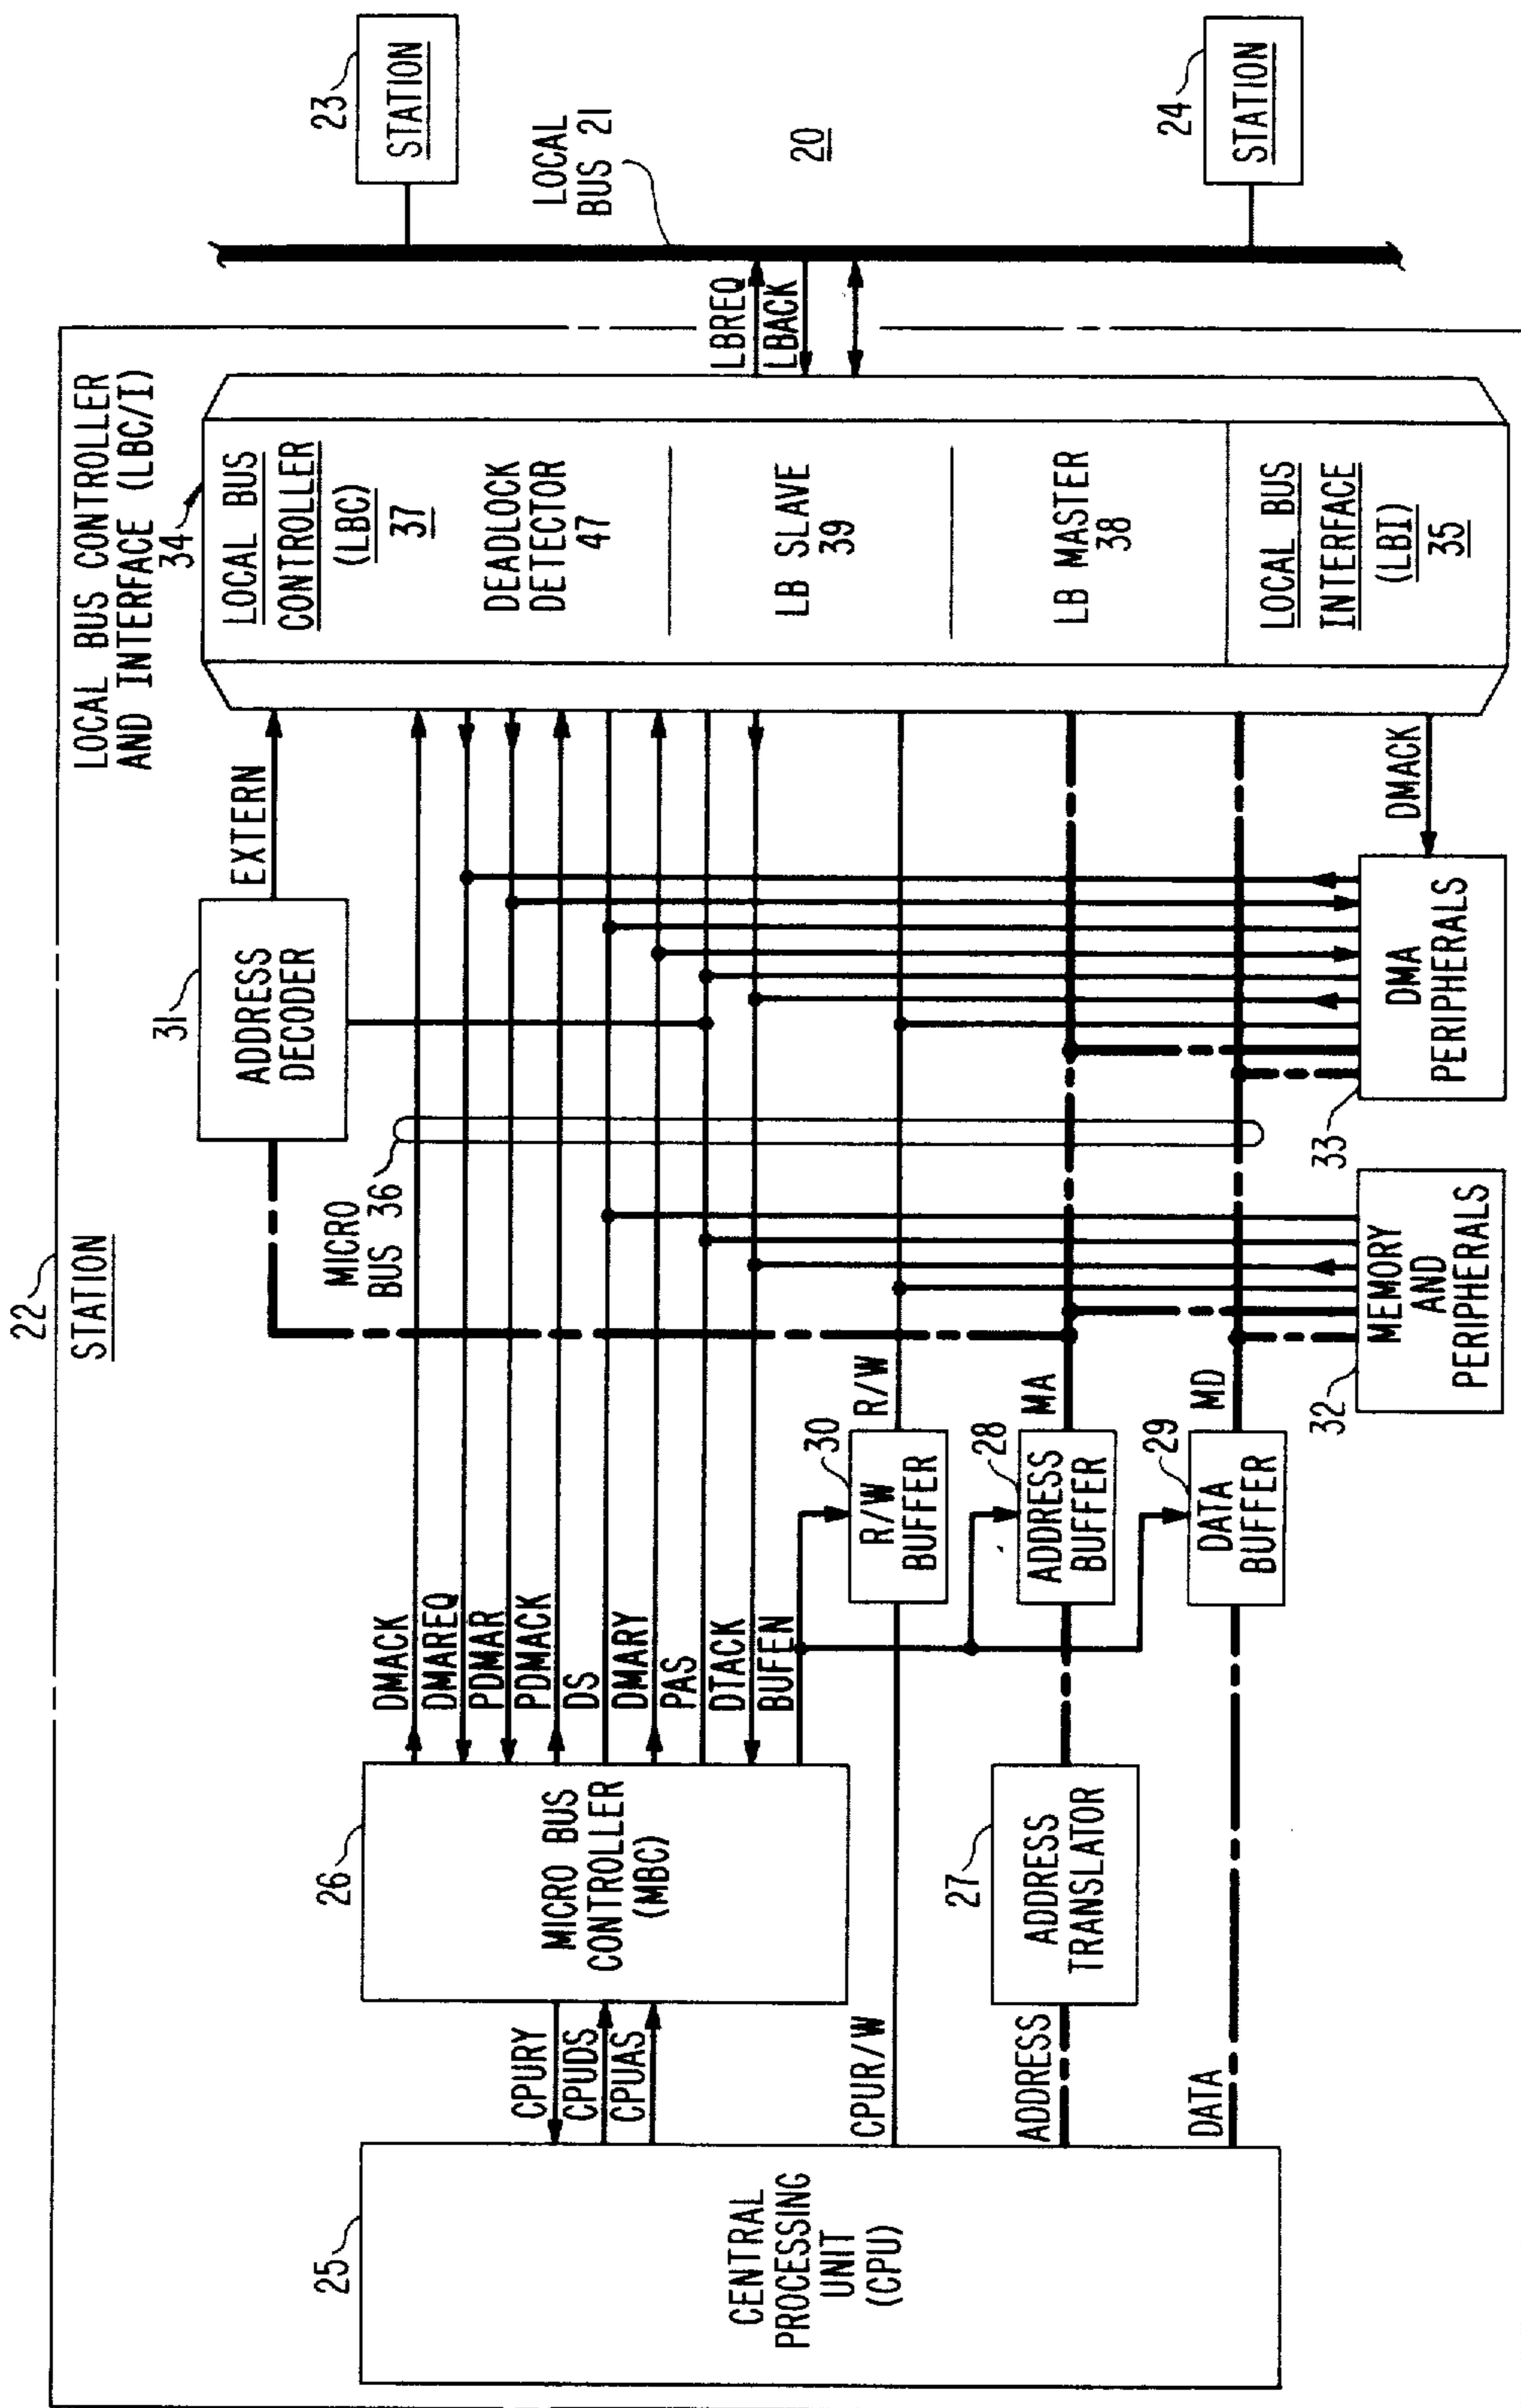 22
STATION
LOCAL BUS CONTROLLER
AND INTERFACE (LBC/I)
34
25
CENTRAL
PROCESSING
UNIT
(CPU)
CPURY
CPUDS
CPUAS
CPUR/W
ADDRESS
DATA
26
MICRO BUS
CONTROLLER
(MBC)
27
ADDRESS
TRANSLATOR
DMACK
DMAREQ
PDMAR
PDMACK
DS
DMARY
PAS
DTACK
BUFEN
30
R/W
BUFFER
R/W
28
ADDRESS
BUFFER
MA
29
DATA
BUFFER
MD
MICRO
BUS 36
31
ADDRESS
DECODER
EXTERN
32
MEMORY
AND
PERIPHERALS
33
DMA
PERIPHERALS
DMACK
LOCAL BUS
CONTROLLER
(LBC)
37
DEADLOCK
DETECTOR
47
LB SLAVE
39
LB MASTER
38
LOCAL BUS
INTERFACE
(LBI)
35
LBREQ
LBACK
LOCAL
BUS 21
20
23
STATION
24
STATION